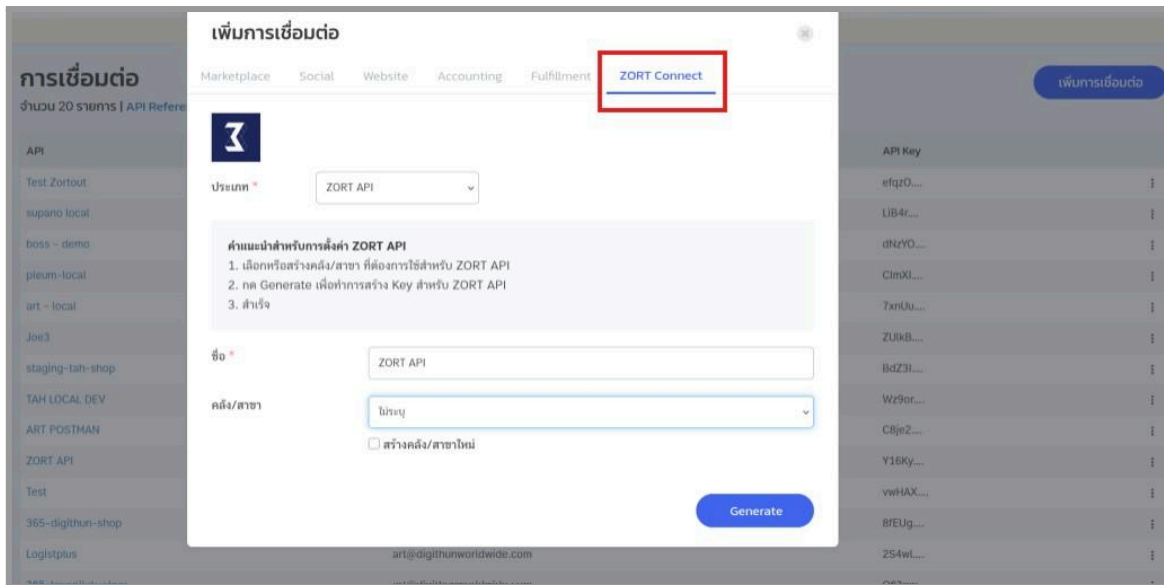 เพิ่มการเชื่อมต่อ
Marketplace Social Website Accounting Fulfillment ZORT Connect
การเชื่อมต่อ
เพิ่มการเชื่อมต่อ
จำนวน 20 รายการ | API Refere
API API Key
ประเภท * ZORT API
Test Zortout efqzO....
supano local LiB4r....
boss - demo dNzYO....
pleum-local ClmXI....
art - local 7xnUu....
Joe3 ZUlkB....
staging-tah-shop BdZ3I....
TAH LOCAL DEV Wz9or....
ART POSTMAN C8je2....
ZORT API Y16Ky....
Test vwHAX....
365-digithun-shop 8fEUg....
Logistplus art@digithunworldwide.com 2S4wl....
คำแนะนำสำหรับการตั้งค่า ZORT API
1. เลือกหรือสร้างคลัง/สาขา ที่ต้องการใช้สำหรับ ZORT API
2. กด Generate เพื่อทำการสร้าง Key สำหรับ ZORT API
3. สำเร็จ
ชื่อ * ZORT API
คลัง/สาขา ไม่ระบุ
สร้างคลัง/สาขาใหม่
Generate